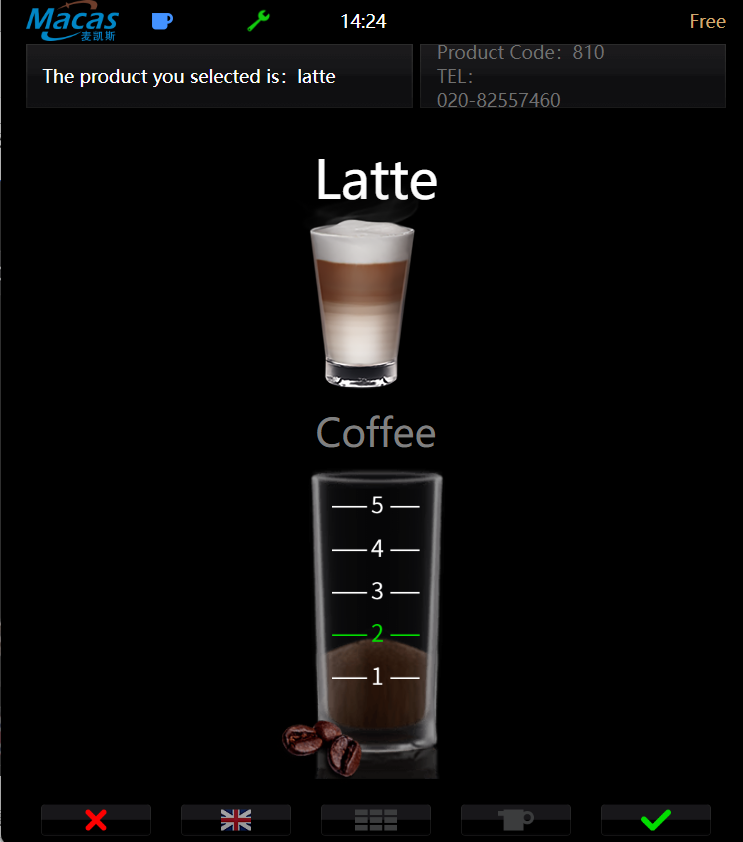 Macas
麦凯斯
14:24
Free
The product you selected is：latte
Product Code：810
TEL：
020-82557460
Latte
Coffee
5
4
3
2
1